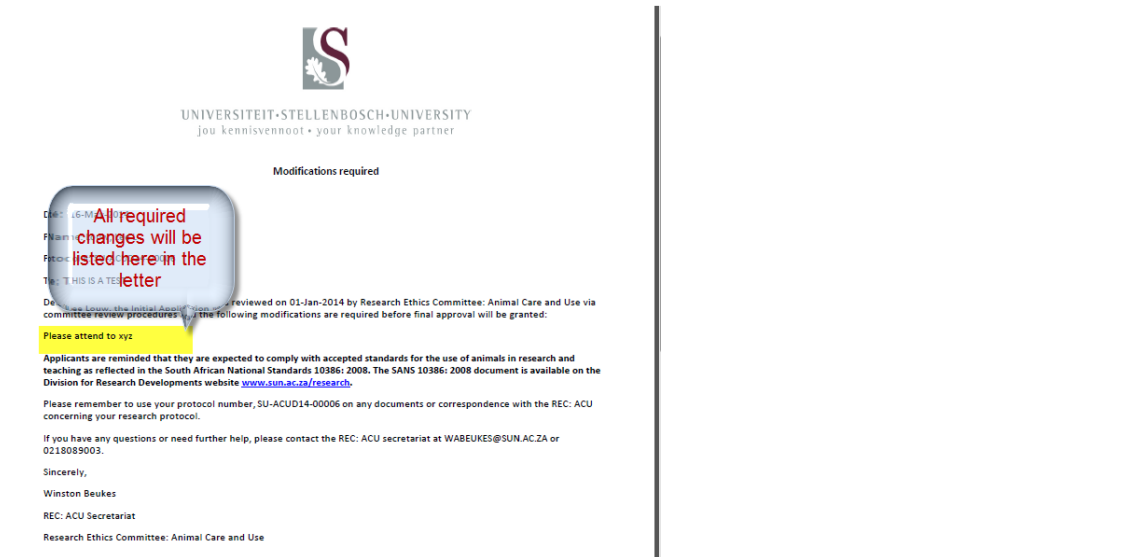 S
UNIVERSITEIT•STELLENBOSCH•UNIVERSITY
jou kennisvennoot • your knowledge partner
Modifications required
All required
changes will be
listed here in the
letter
THIS IS A TEST
the Initial reviewed on 01-Jan-2014 by Research Ethics Committee: Animal Care and Use via
committee review procedures the following modifications are required before final approval will be granted:
Please attend to xyz
Applicants are reminded that they are expected to comply with accepted standards for the use of animals in research and
teaching as reflected in the South African National Standards 10386: 2008. The SANS 10386: 2008 document is available on the
Division for Research Developments website www.sun.ac.za/research.
Please remember to use your protocol number, SU-ACUD14-00006 on any documents or correspondence with the REC: ACU
concerning your research protocol.
If you have any questions or need further help, please contact the REC: ACU secretariat at WABEUKES@SUN.AC.ZA or
0218089003.
Sincerely,
Winston Beukes
REC: ACU Secretariat
Research Ethics Committee: Animal Care and Use